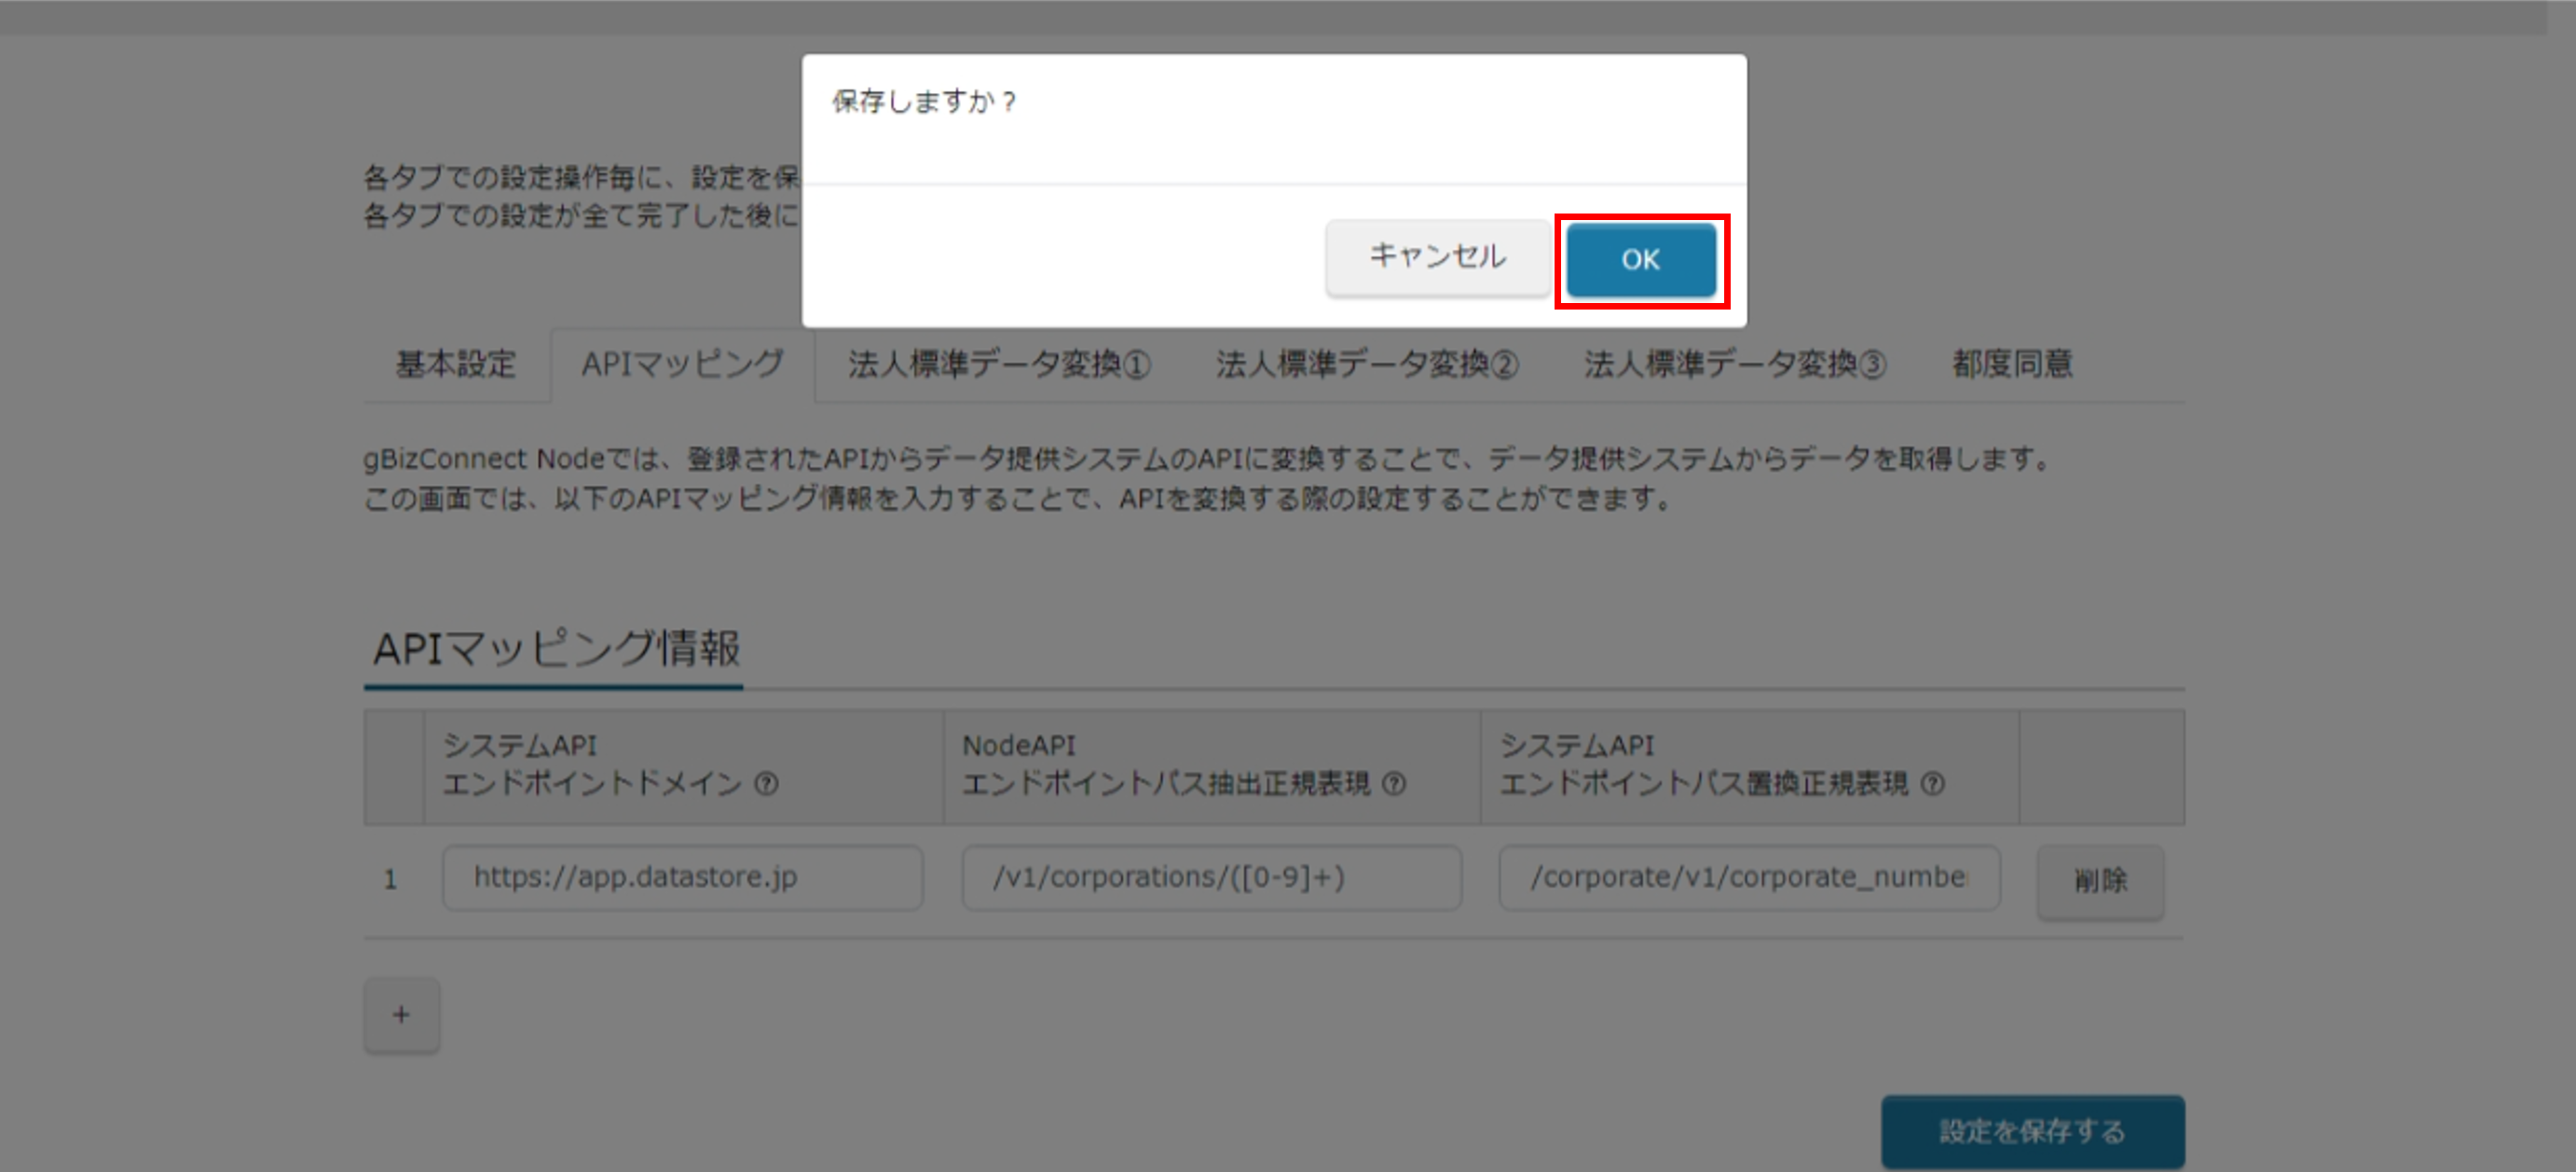 保存しますか？
キャンセル
OK
各タブでの設定操作毎に、設定を保
各タブでの設定が全て完了した後に
基本設定
APIマッピング
法人標準データ変換①
法人標準データ変換②
法人標準データ変換③
都度同意
gBizConnect Nodeでは、登録されたAPIからデータ提供システムのAPIに変換することで、データ提供システムからデータを取得します。
この画面では、以下のAPIマッピング情報を入力することで、APIを変換する際の設定することができます。
APIマッピング情報
システムAPI
エンドポイントドメイン ?
NodeAPI
エンドポイントパス抽出正規表現 ?
システムAPI
エンドポイントパス置換正規表現 ?
1
https://app.datastore.jp
/v1/corporations/([0-9]+)
/corporate/v1/corporate_numbe
削除
+
設定を保存する